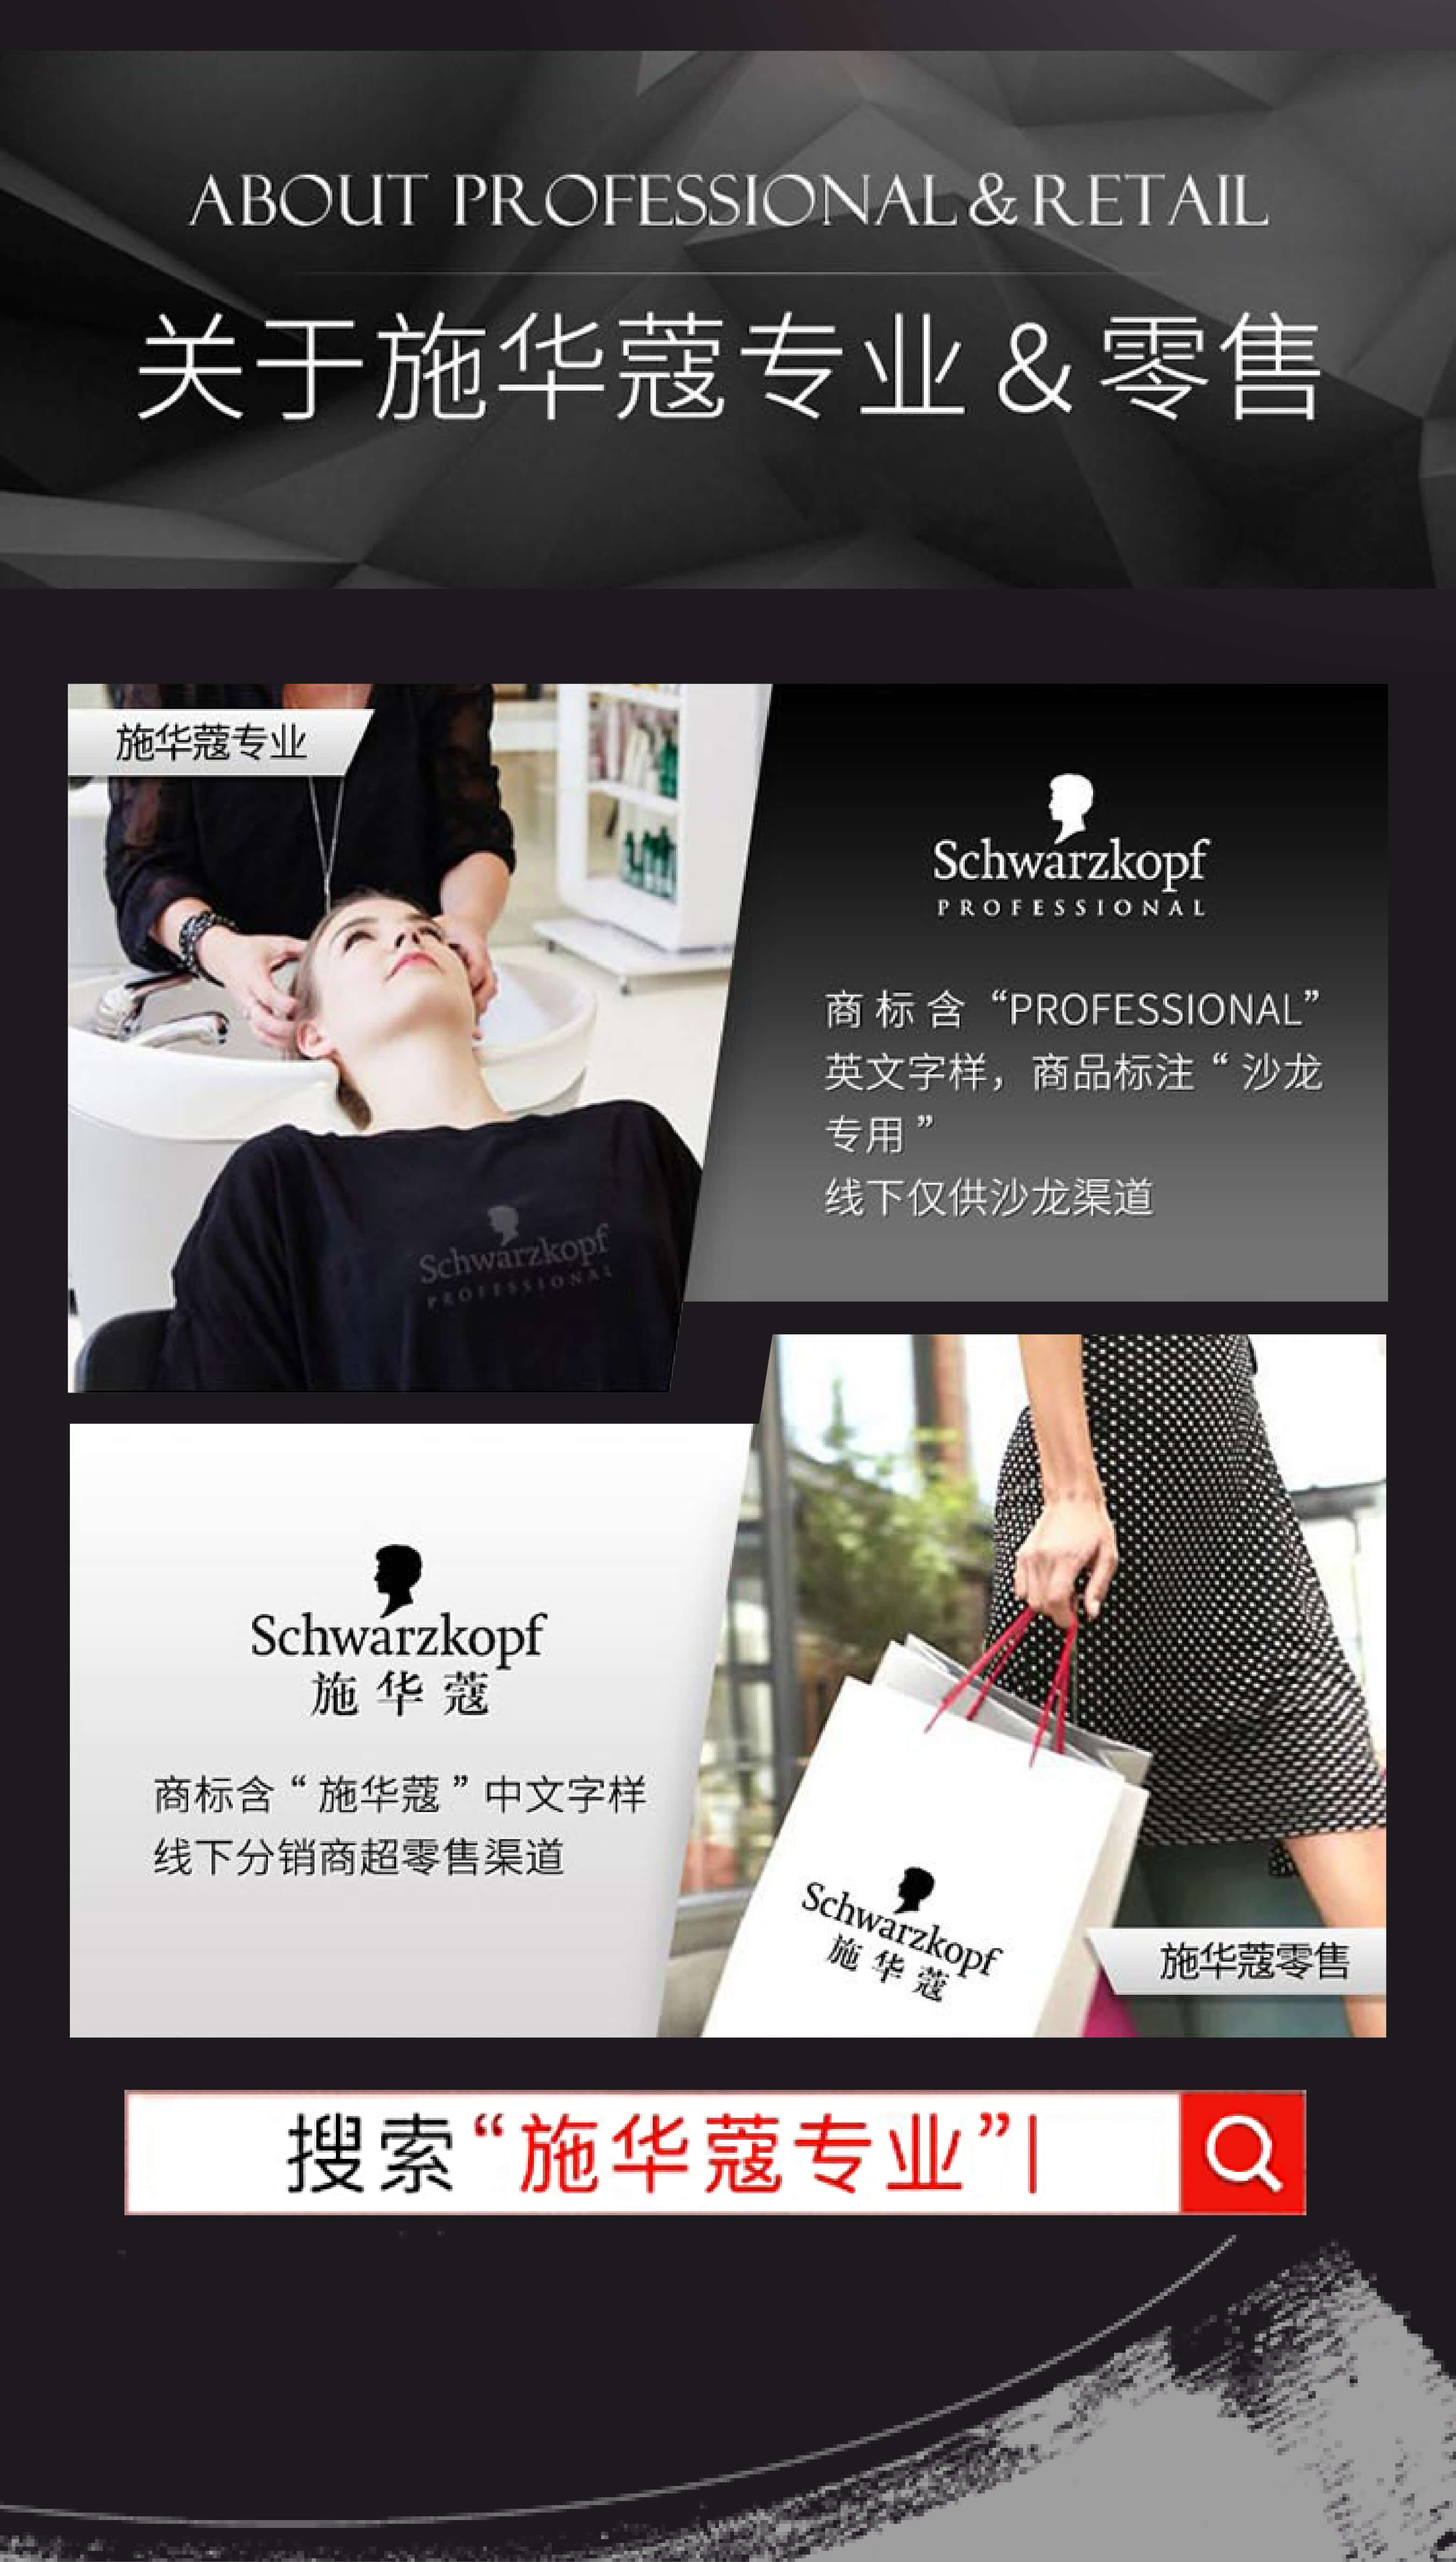 ABOUT PROFESSIONAL&RETAIL
关于施华蔻专业&零售
施华蔻专业
Schwarzkopf
PROFESSIONAL
商标含“PROFESSIONAL”
英文字样，商品标注“沙龙
专用”
线下仅供沙龙渠道
Schwarzkopf
PROFESSIONAL
Schwarzkopf
施华蔻
商标含“施华蔻”中文字样
线下分销商超零售渠道
Schwarzkopf
施华蔻
施华蔻零售
搜索“施华蔻专业”|